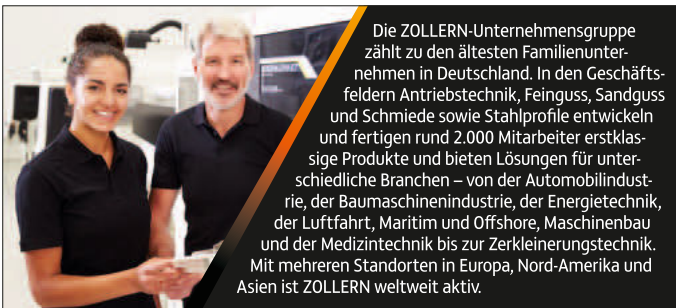 Die ZOLLERN-Unternehmensgruppe
zählt zu den ältesten Familienunter-
nehmen in Deutschland. In den Geschäfts-
feldern Antriebstechnik, Feinguss, Sandguss
und Schmiede sowie Stahlprofile entwickeln
und fertigen rund 2.000 Mitarbeiter erstklas-
sige Produkte und bieten Lösungen für unter-
schiedliche Branchen – von der Automobilindust-
rie, der Baumaschinenindustrie, der Energietechnik,
der Luftfahrt, Maritim und Offshore, Maschinenbau
und der Medizintechnik bis zur Zerkleinerungstechnik.
Mit mehreren Standorten in Europa, Nord-Amerika und
Asien ist ZOLLERN weltweit aktiv.